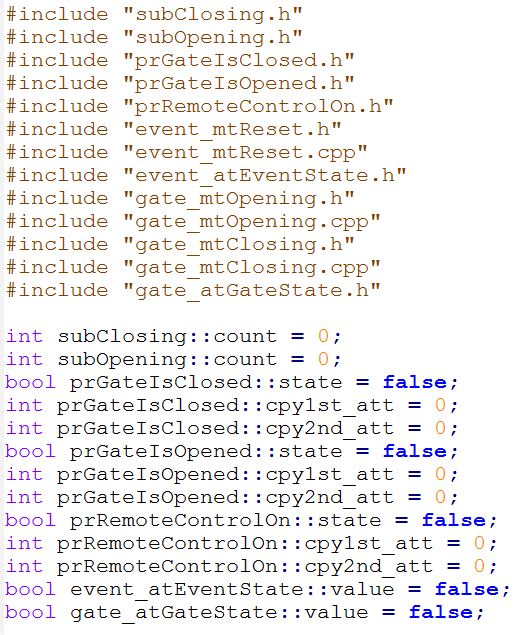 #include "subClosing.h"
#include "subOpening.h"
#include "prGateIsClosed.h"
#include "prGateIsOpened.h"
#include "prRemoteControlOn.h"
#include "event_mtReset.h"
#include "event_mtReset.cpp"
#include "event_atEventState.h"
#include "gate_mtOpening.h"
#include "gate_mtOpening.cpp"
#include "gate_mtClosing.h"
#include "gate_mtClosing.cpp"
#include "gate_atGateState.h"

int subClosing::count = 0;
int subOpening::count = 0;
bool prGateIsClosed::state = false;
int prGateIsClosed::cpy1st_att = 0;
int prGateIsClosed::cpy2nd_att = 0;
bool prGateIsOpened::state = false;
int prGateIsOpened::cpy1st_att = 0;
int prGateIsOpened::cpy2nd_att = 0;
bool prRemoteControlOn::state = false;
int prRemoteControlOn::cpy1st_att = 0;
int prRemoteControlOn::cpy2nd_att = 0;
bool event_atEventState::value = false;
bool gate_atGateState::value = false;